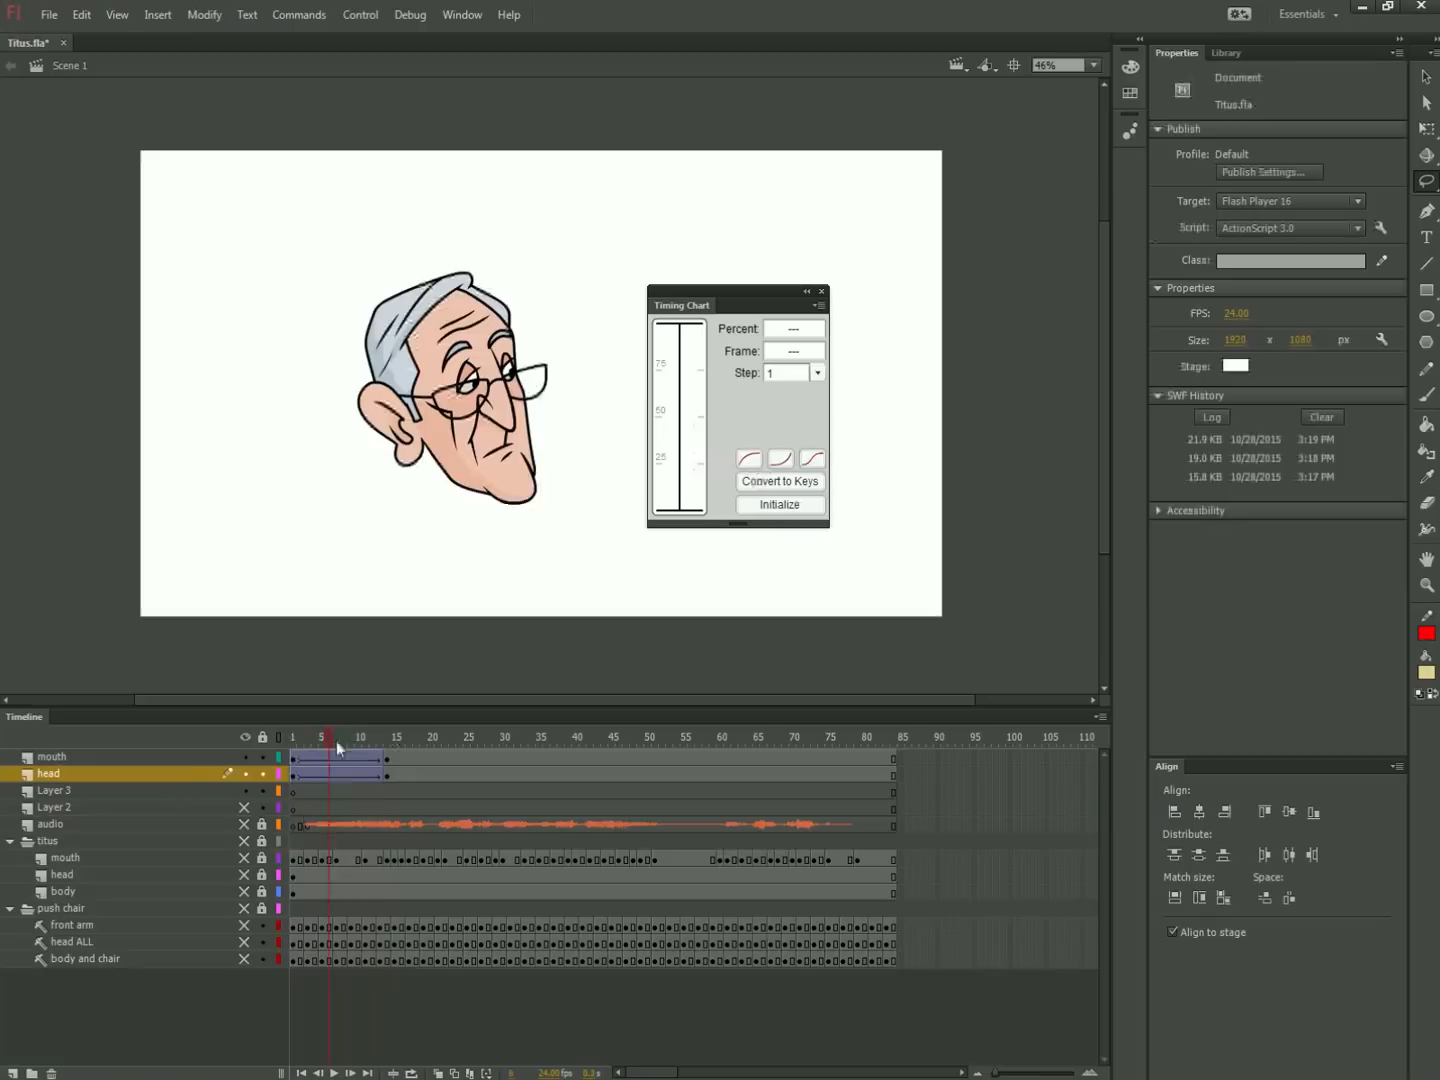 Fl File Edit View Insert Modify Text Commands Control Debug Window Help Essentials
Titus.fla* ×
Scene 1 46%
Properties Library
Document
Titus.fla
Publish
Profile: Default
Publish Settings...
Target: Flash Player 16
Script: ActionScript 3.0
Class:
Properties
FPS: 24.00
Size: 1920 x 1080 px
Stage:
SWF History
Log Clear
21.9 KB 10/28/2015 3:19 PM
19.0 KB 10/28/2015 3:18 PM
15.8 KB 10/28/2015 3:17 PM
Accessibility
Timing Chart
Percent: ---
Frame: ---
Step: 1
75
50
25
Convert to Keys
Initialize
Timeline
1 5 10 15 20 25 30 35 40 45 50 55 60 65 70 75 80 85 90 95 100 105 110
mouth
head
Layer 3
Layer 2
audio
titus
mouth
head
body
push chair
front arm
head ALL
body and chair
6 24.00fps 0.3s
Align
Align:
Distribute:
Match size: Space:
Align to stage